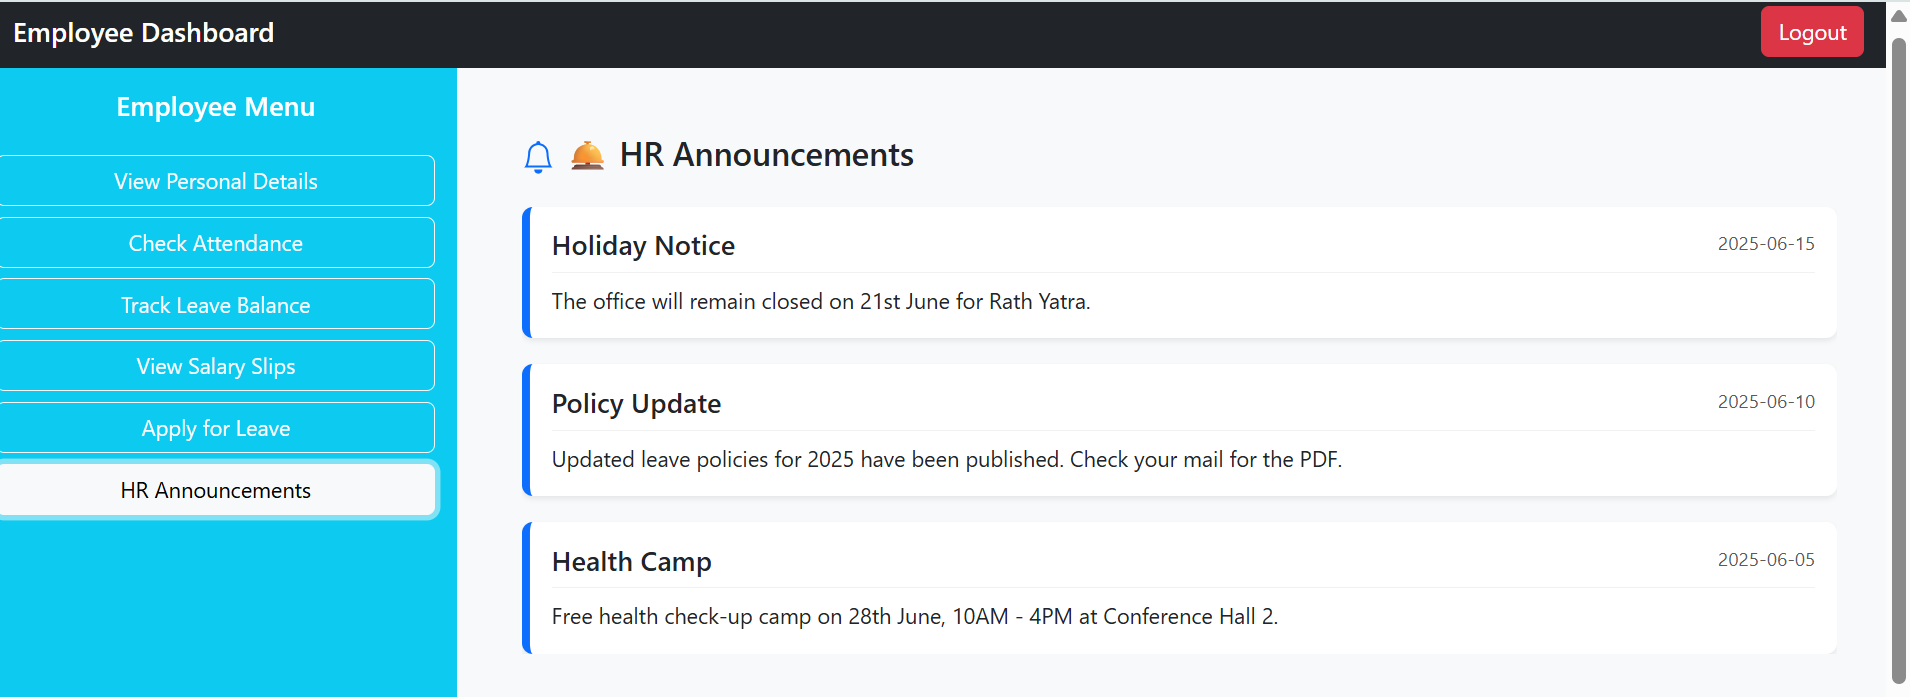 Employee Dashboard
Logout
Employee Menu
View Personal Details
Check Attendance
Track Leave Balance
View Salary Slips
Apply for Leave
HR Announcements
HR Announcements
Holiday Notice
2025-06-15
The office will remain closed on 21st June for Rath Yatra.
Policy Update
2025-06-10
Updated leave policies for 2025 have been published. Check your mail for the PDF.
Health Camp
2025-06-05
Free health check-up camp on 28th June, 10AM - 4PM at Conference Hall 2.